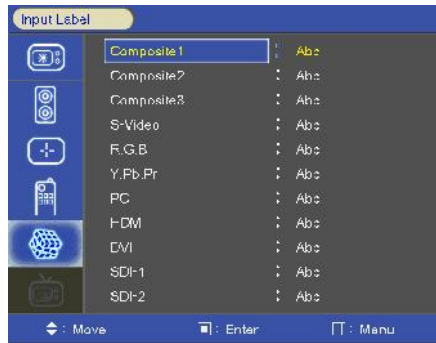 Input Label
Composite1 : Abc
Composite2 : Abc
Composite3 : Abc
S-Video : Abc
R.G.B : Abc
Y.Pb.Pr : Abc
PC : Abc
HDMI : Abc
DVI : Abc
SDI-1 : Abc
SDI-2 : Abc
: Move : Enter : Menu